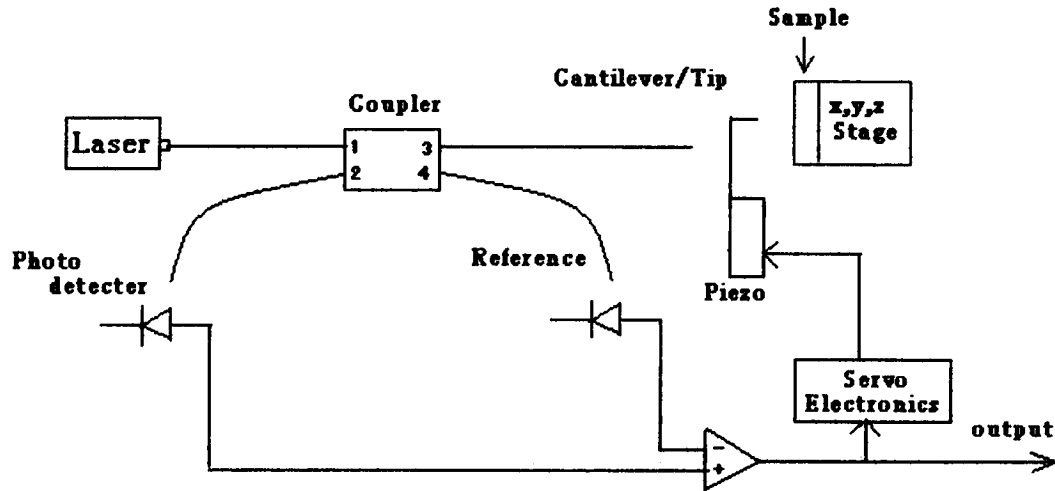 Sample
Cantilever/Tip
x,y,z
Stage
Coupler
Laser
1 3
2 4
Photo
detecter
Reference
Piezo
Servo
Electronics
output
-
+